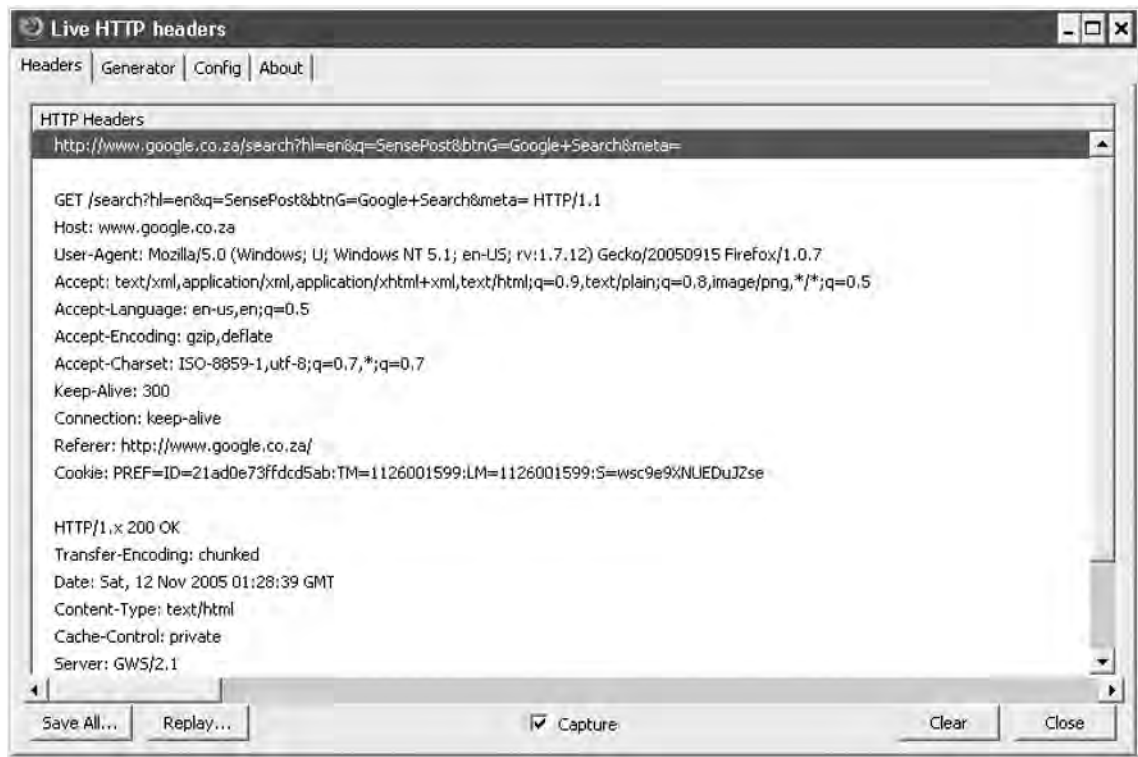 Live HTTP headers
Headers Generator Config About
HTTP Headers
http://www.google.co.za/search?hl=en&q=SensePost&btnG=Google+Search&meta=
GET /search?hl=en&q=SensePost&btnG=Google+Search&meta= HTTP/1.1
Host: www.google.co.za
User-Agent: Mozilla/5.0 (Windows; U; Windows NT 5.1; en-US; rv:1.7.12) Gecko/20050915 Firefox/1.0.7
Accept: text/xml,application/xml,application/xhtml+xml,text/html;q=0.9,text/plain;q=0.8,image/png,*/*;q=0.5
Accept-Language: en-us,en;q=0.5
Accept-Encoding: gzip,deflate
Accept-Charset: ISO-8859-1,utf-8;q=0.7,*;q=0.7
Keep-Alive: 300
Connection: keep-alive
Referer: http://www.google.co.za/
Cookie: PREF=ID=21ad0e73ffdcd5ab:TM=1126001599:LM=1126001599:S=wsc9e9XNUEDuJZse
HTTP/1.x 200 OK
Transfer-Encoding: chunked
Date: Sat, 12 Nov 2005 01:28:39 GMT
Content-Type: text/html
Cache-Control: private
Server: GWS/2.1
Save All... Replay... Capture Clear Close